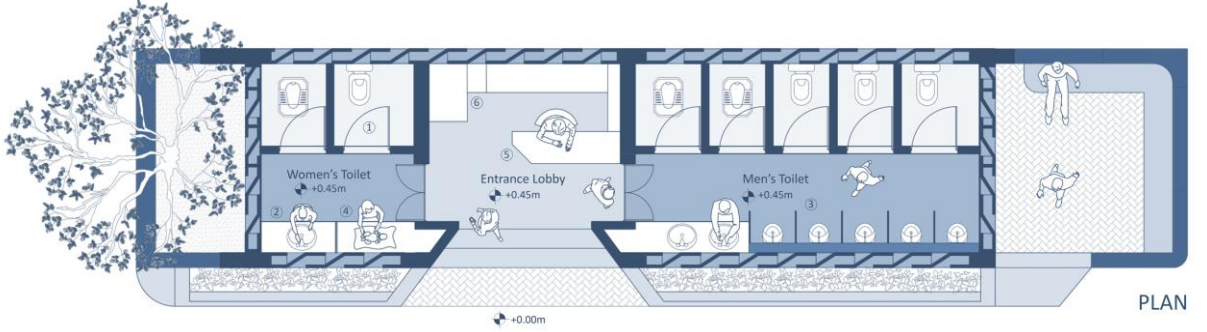 ⑥
①
⑤
Women's Toilet
+0.45m
Entrance Lobby
+0.45m
Men's Toilet
+0.45m
②
④
③
PLAN
+0.00m